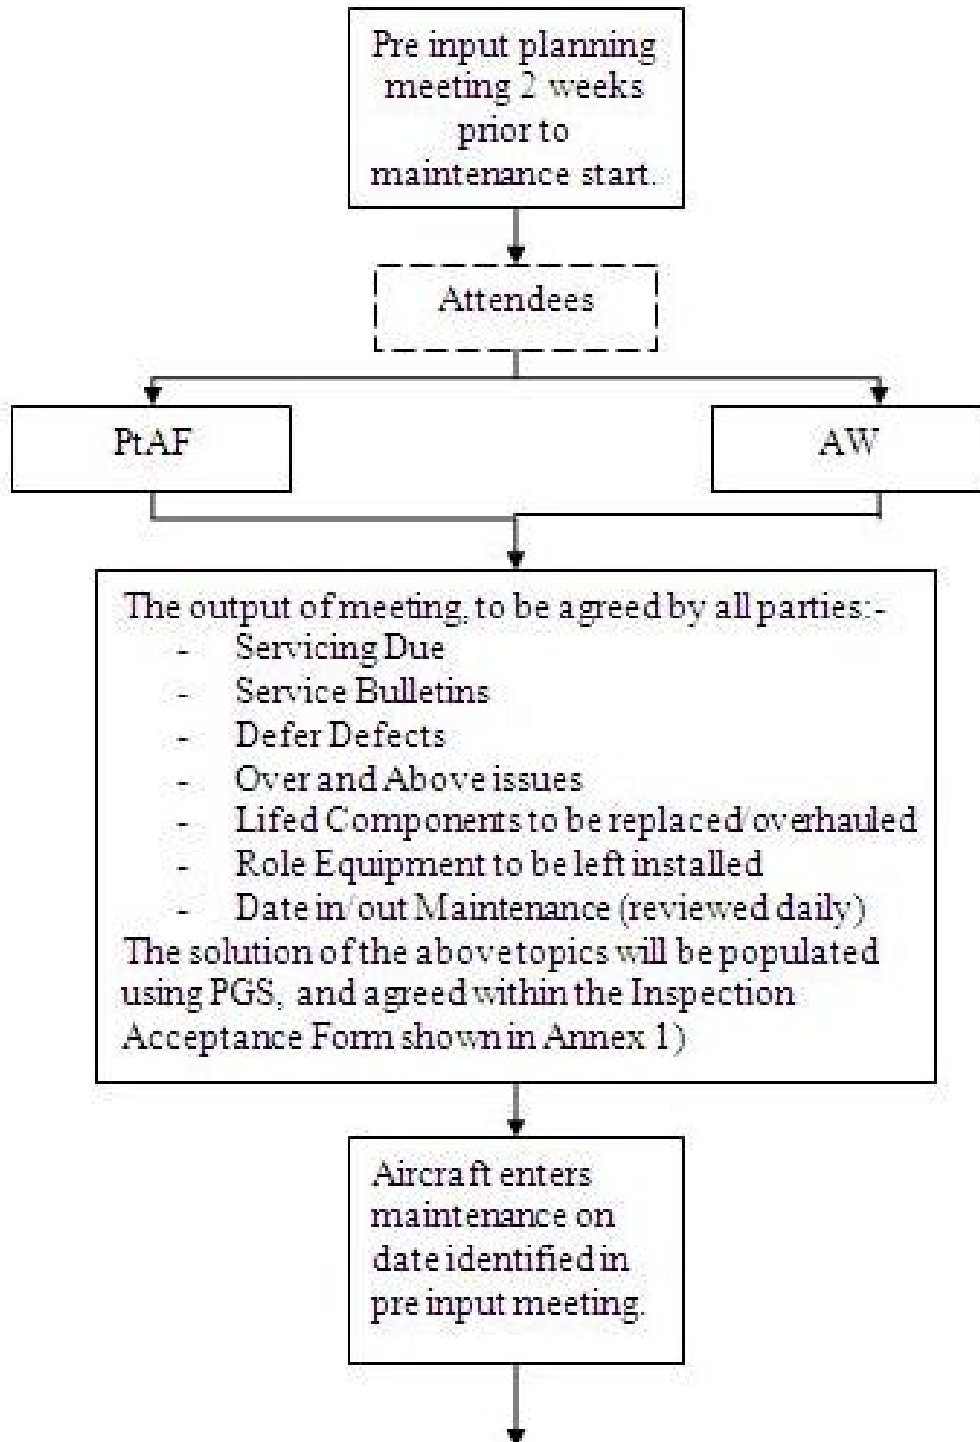 Pre input planning
meeting 2 weeks
prior to
maintenance start.
Attendees
PtAF
AW
The output of meeting, to be agreed by all parties:-
- Servicing Due
- Service Bulletins
- Defer Defects
- Over and Above issues
- Lifed Components to be replaced/overhauled
- Role Equipment to be left installed
- Date in/out Maintenance (reviewed daily)
The solution of the above topics will be populated
using PGS, and agreed within the Inspection
Acceptance Form shown in Annex 1)
Aircraft enters
maintenance on
date identified in
pre input meeting.